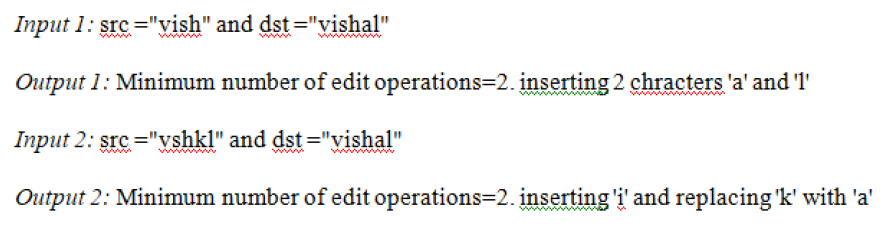 Input 1: src ="vish" and dst ="vishal"
Output 1: Minimum number of edit operations=2. inserting 2 chracters 'a' and 'l'
Input 2: src ="vshkl" and dst ="vishal"
Output 2: Minimum number of edit operations=2. inserting 'i' and replacing 'k' with 'a'